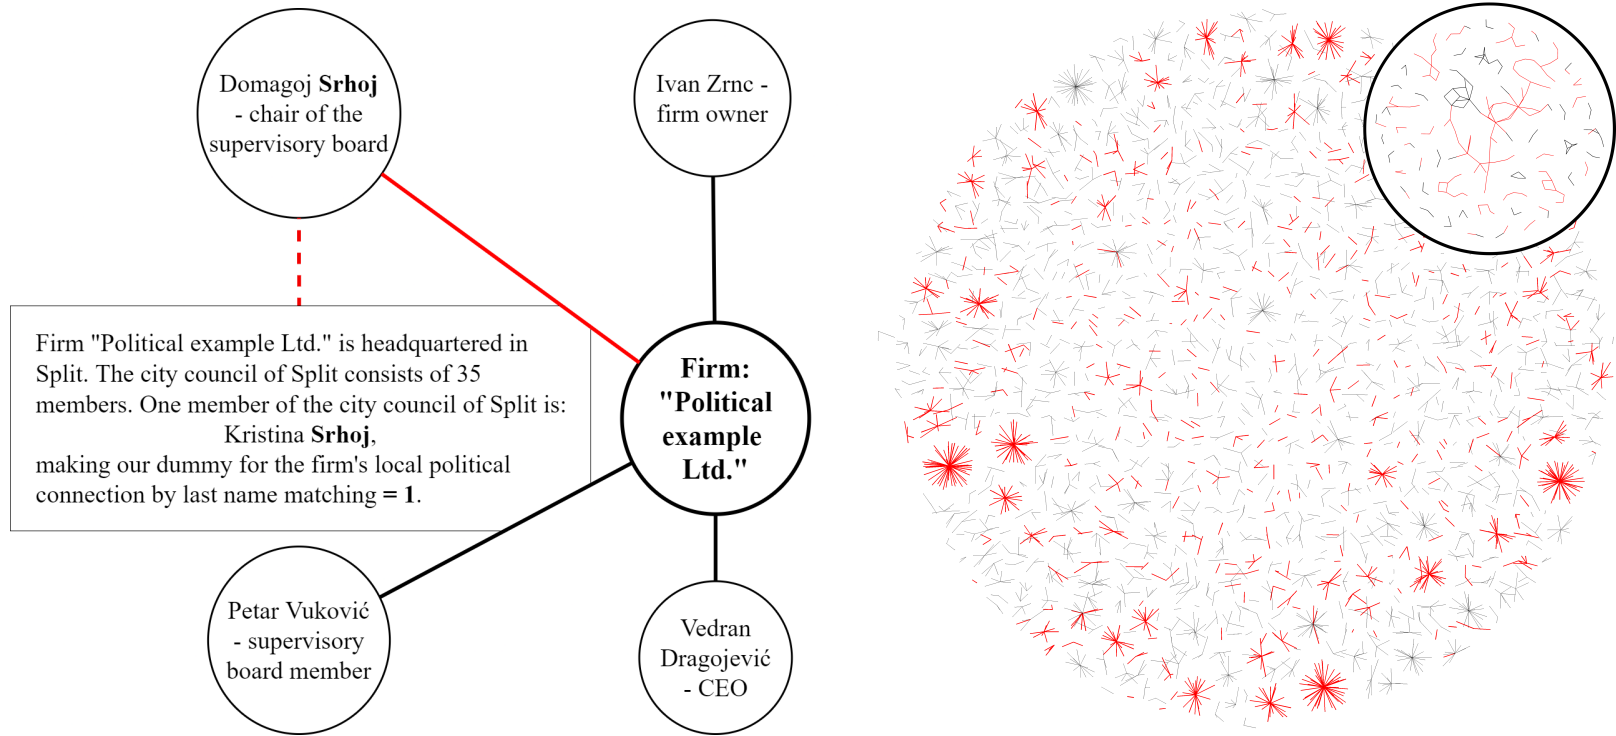 Domagoj Srhoj
- chair of the
supervisory board
Ivan Zrnc -
firm owner
Firm "Political example Ltd." is headquartered in
Split. The city council of Split consists of 35
members. One member of the city council of Split is:
Kristina Srhoj,
making our dummy for the firm's local political
connection by last name matching = 1.
Firm:
"Political
example
Ltd."
Petar Vuković
- supervisory
board member
Vedran
Dragojević
- CEO